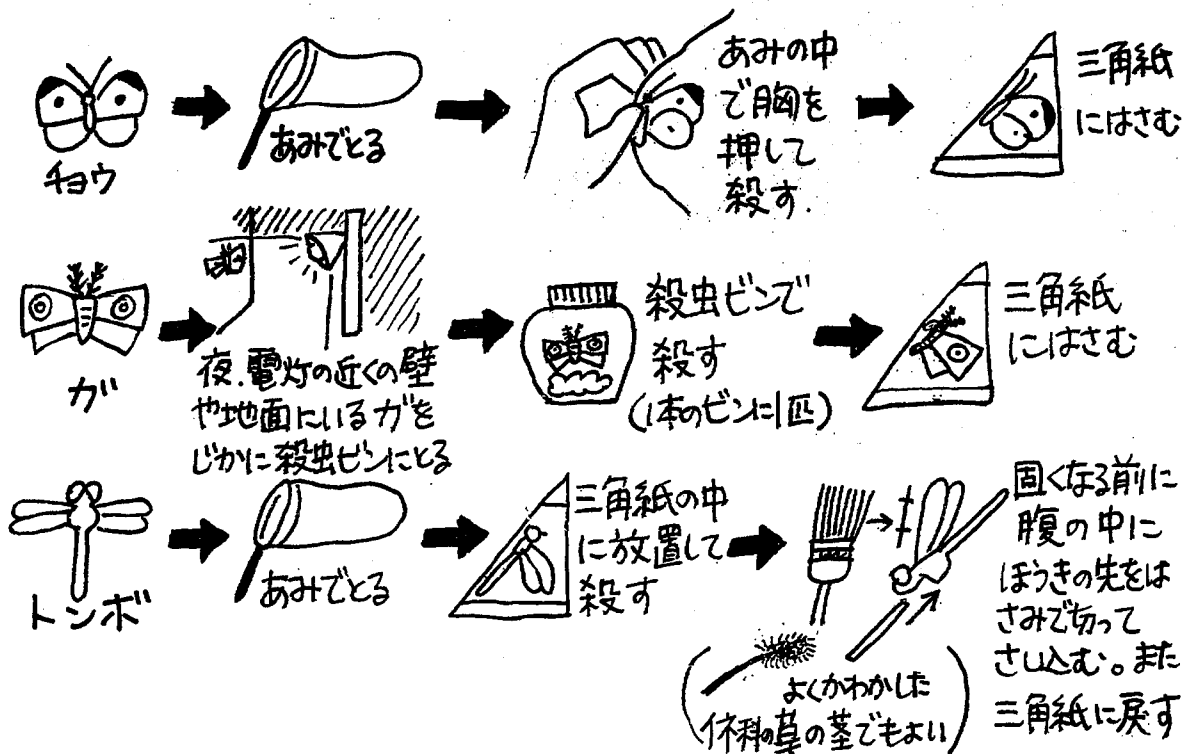 チョウ
あみでとる
あみの中
で胸を
押して
殺す.
三角紙
にはさむ
ガ
夜.電灯の近くの壁
や地面にいるガを
じかに殺虫ビンにとる
殺虫ビンで
殺す
(1本のビンに1匹)
三角紙
にはさむ
トンボ
あみでとる
三角紙の中
に放置して
殺す
固くなる前に
腹の中に
ほうきの先をは
さみで切って
さし込む。また
三角紙に戻す
(よくかわかした
イネ科の草の茎でもよい)